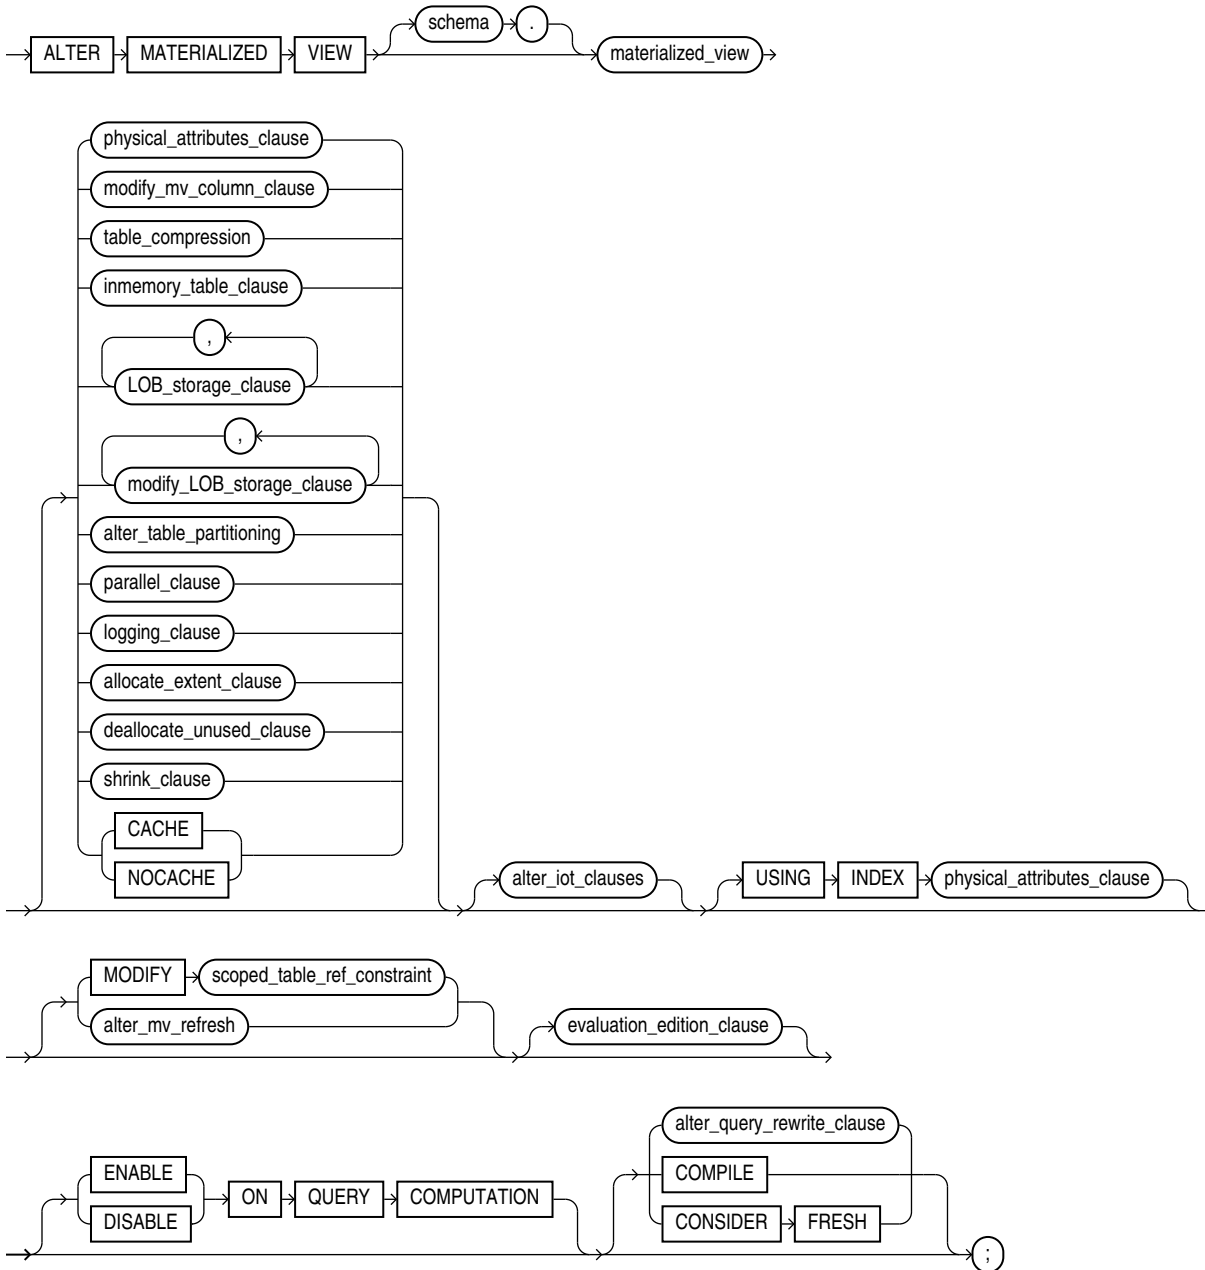 schema .
ALTER MATERIALIZED VIEW materialized_view
physical_attributes_clause
modify_mv_column_clause
table_compression
inmemory_table_clause
,
LOB_storage_clause
,
modify_LOB_storage_clause
alter_table_partitioning
parallel_clause
logging_clause
allocate_extent_clause
deallocate_unused_clause
shrink_clause
CACHE
NOCACHE alter_iot_clauses USING INDEX physical_attributes_clause
MODIFY scoped_table_ref_constraint
alter_mv_refresh evaluation_edition_clause
alter_query_rewrite_clause
ENABLE COMPILE
ON QUERY COMPUTATION
DISABLE CONSIDER FRESH
;